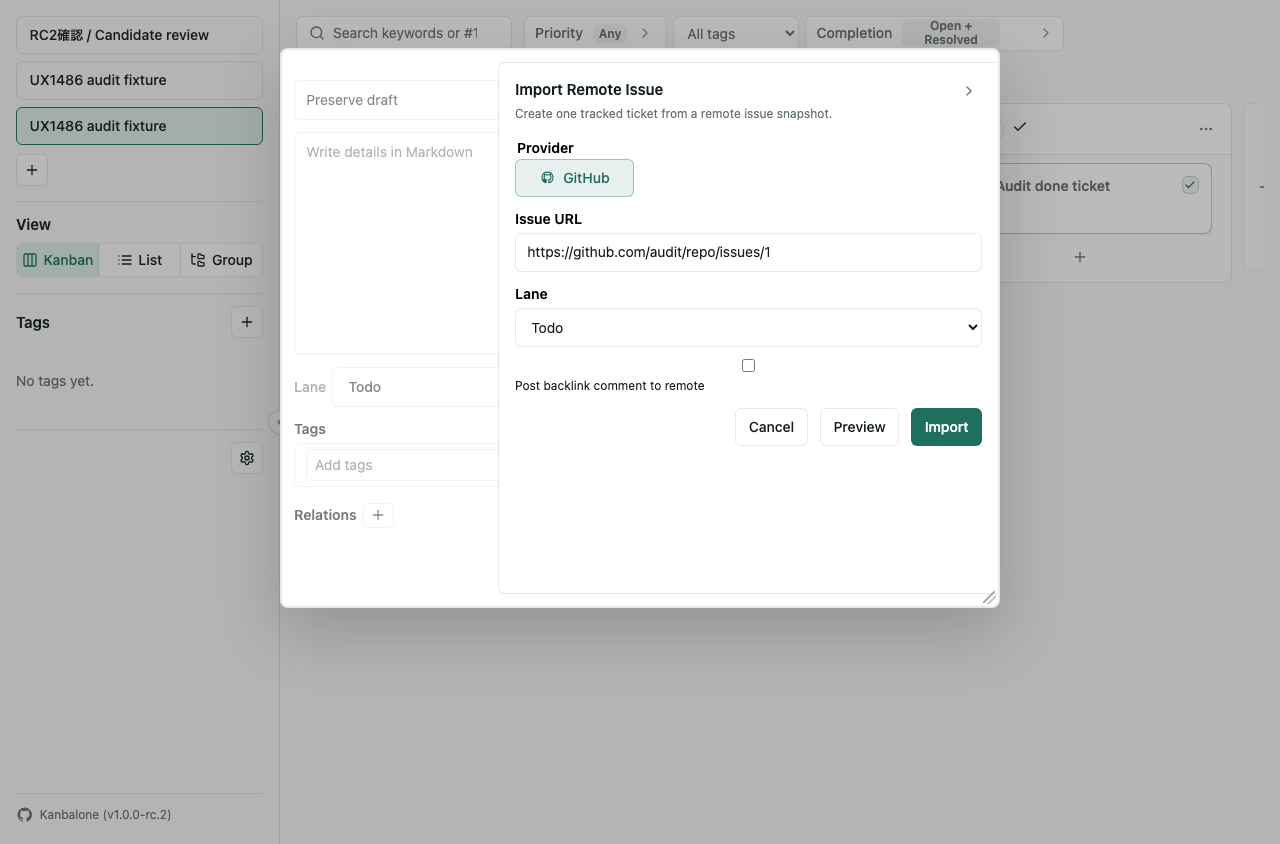 RC2確認 / Candidate review
UX1486 audit fixture
UX1486 audit fixture
View
Kanban
List
Group
Tags
No tags yet.
Kanbalone (v1.0.0-rc.2)
Search keywords or #1
Priority
Any
All tags
Completion
Open +
Resolved
Audit done ticket
Preserve draft
Write details in Markdown
Lane
Todo
Tags
Add tags
Relations
Import Remote Issue
Create one tracked ticket from a remote issue snapshot.
Provider
GitHub
Issue URL
https://github.com/audit/repo/issues/1
Lane
Todo
Post backlink comment to remote
Cancel
Preview
Import